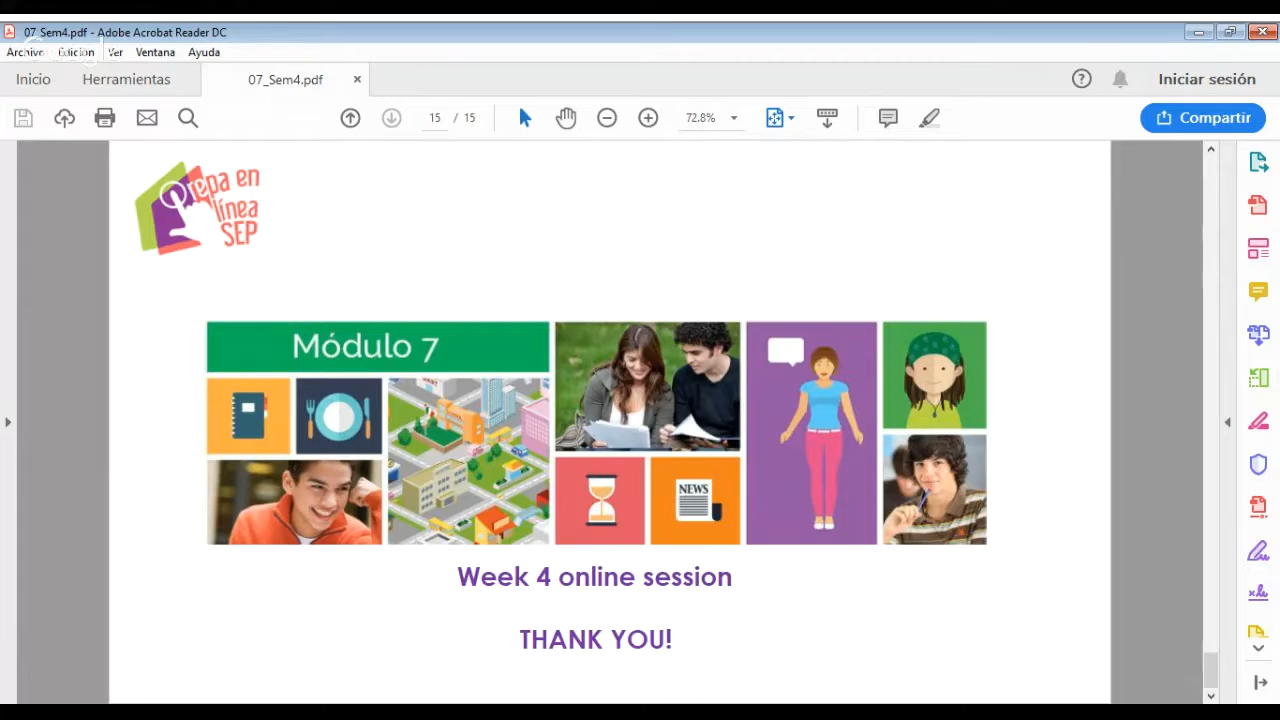 07_Sem4.pdf - Adobe Acrobat Reader DC
Archivo Edición Ver Ventana Ayuda
Inicio Herramientas 07_Sem4.pdf Iniciar sesión
15 / 15 72.8% Compartir
Prepa en
línea
SEP
Módulo 7
NEWS
Week 4 online session
THANK YOU!